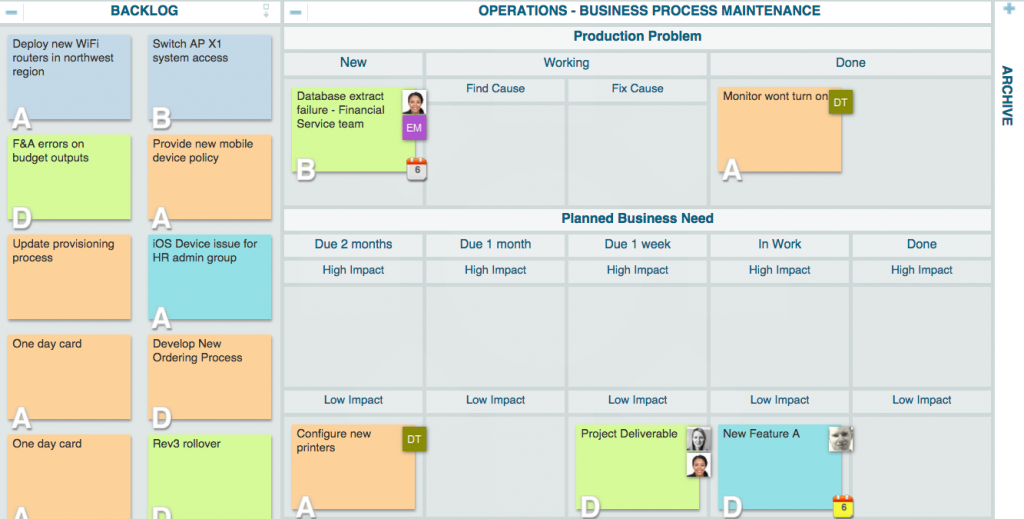 BACKLOG
Deploy new WiFi
routers in northwest
region
A
Switch AP X1
system access
B
F&A errors on
budget outputs
D
Provide new mobile
device policy
A
Update provisioning
process
iOS Device issue for
HR admin group
A
One day card
A
Develop New
Ordering Process
D
One day card
A
Rev3 rollover
D
OPERATIONS - BUSINESS PROCESS MAINTENANCE
Production Problem
New
Working
Done
Find Cause
Fix Cause
Database extract
failure - Financial
Service team
EM
B
6
Monitor wont turn on
DT
A
Planned Business Need
Due 2 months
Due 1 month
Due 1 week
In Work
Done
High Impact
High Impact
High Impact
High Impact
High Impact
Low Impact
Low Impact
Low Impact
Low Impact
Low Impact
Configure new
printers
DT
A
Project Deliverable
D
New Feature A
D
6
ARCHIVE